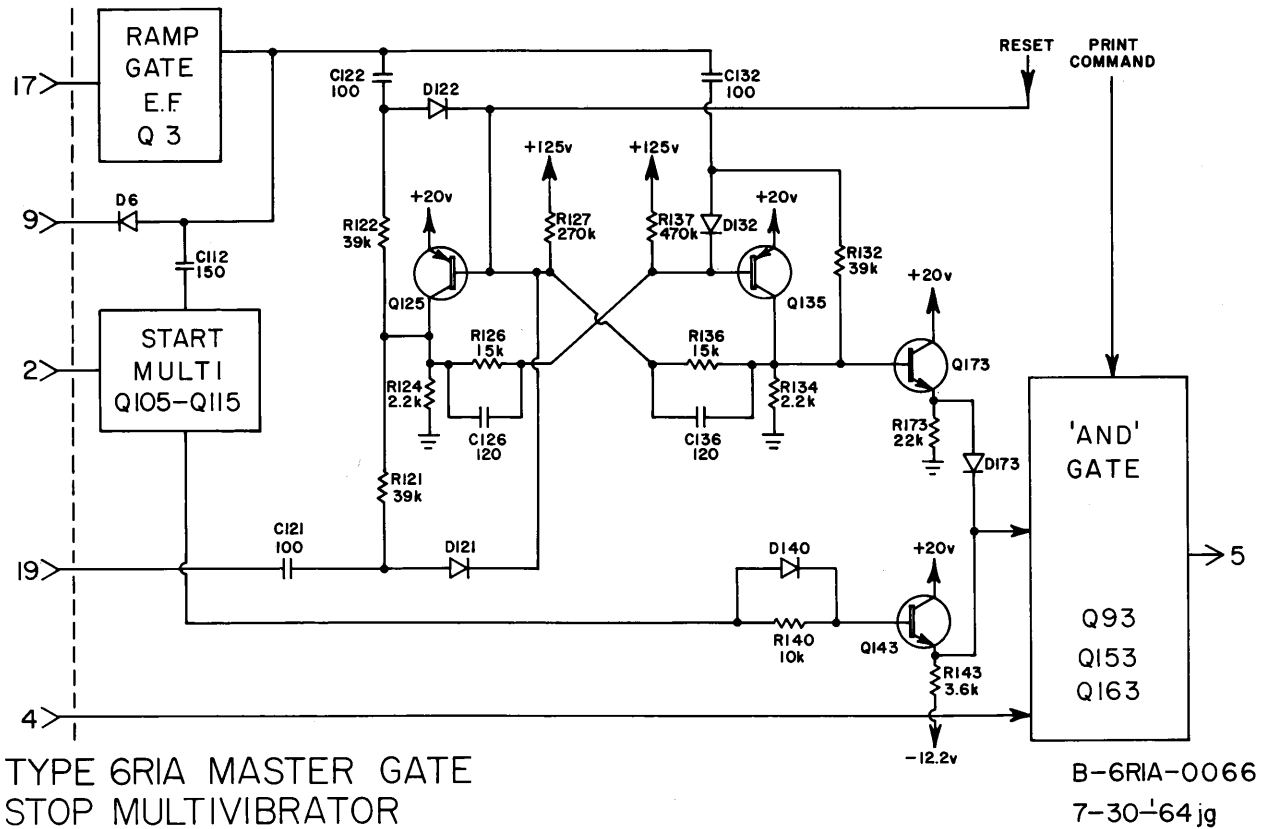 RAMP
GATE
E.F.
Q 3
17
C122
100
D122
C132
100
RESET
PRINT
COMMAND
+125v
+125v
D6
9
+20v
R127
270k
R137
470k
D132
+20v
R122
39k
R132
39k
C112
150
Q125
Q135
+20v
START
MULTI
Q105-Q115
2
R126
15k
R136
15k
Q173
R124
2.2k
R134
2.2k
C126
120
C136
120
R173
22k
D173
'AND'
GATE
R121
39k
C121
100
D121
D140
+20v
19
5
R140
10k
Q143
Q93
Q153
Q163
R143
3.6k
4
-12.2v
TYPE 6R1A MASTER GATE
STOP MULTIVIBRATOR
B-6R1A-0066
7-30-'64 jg